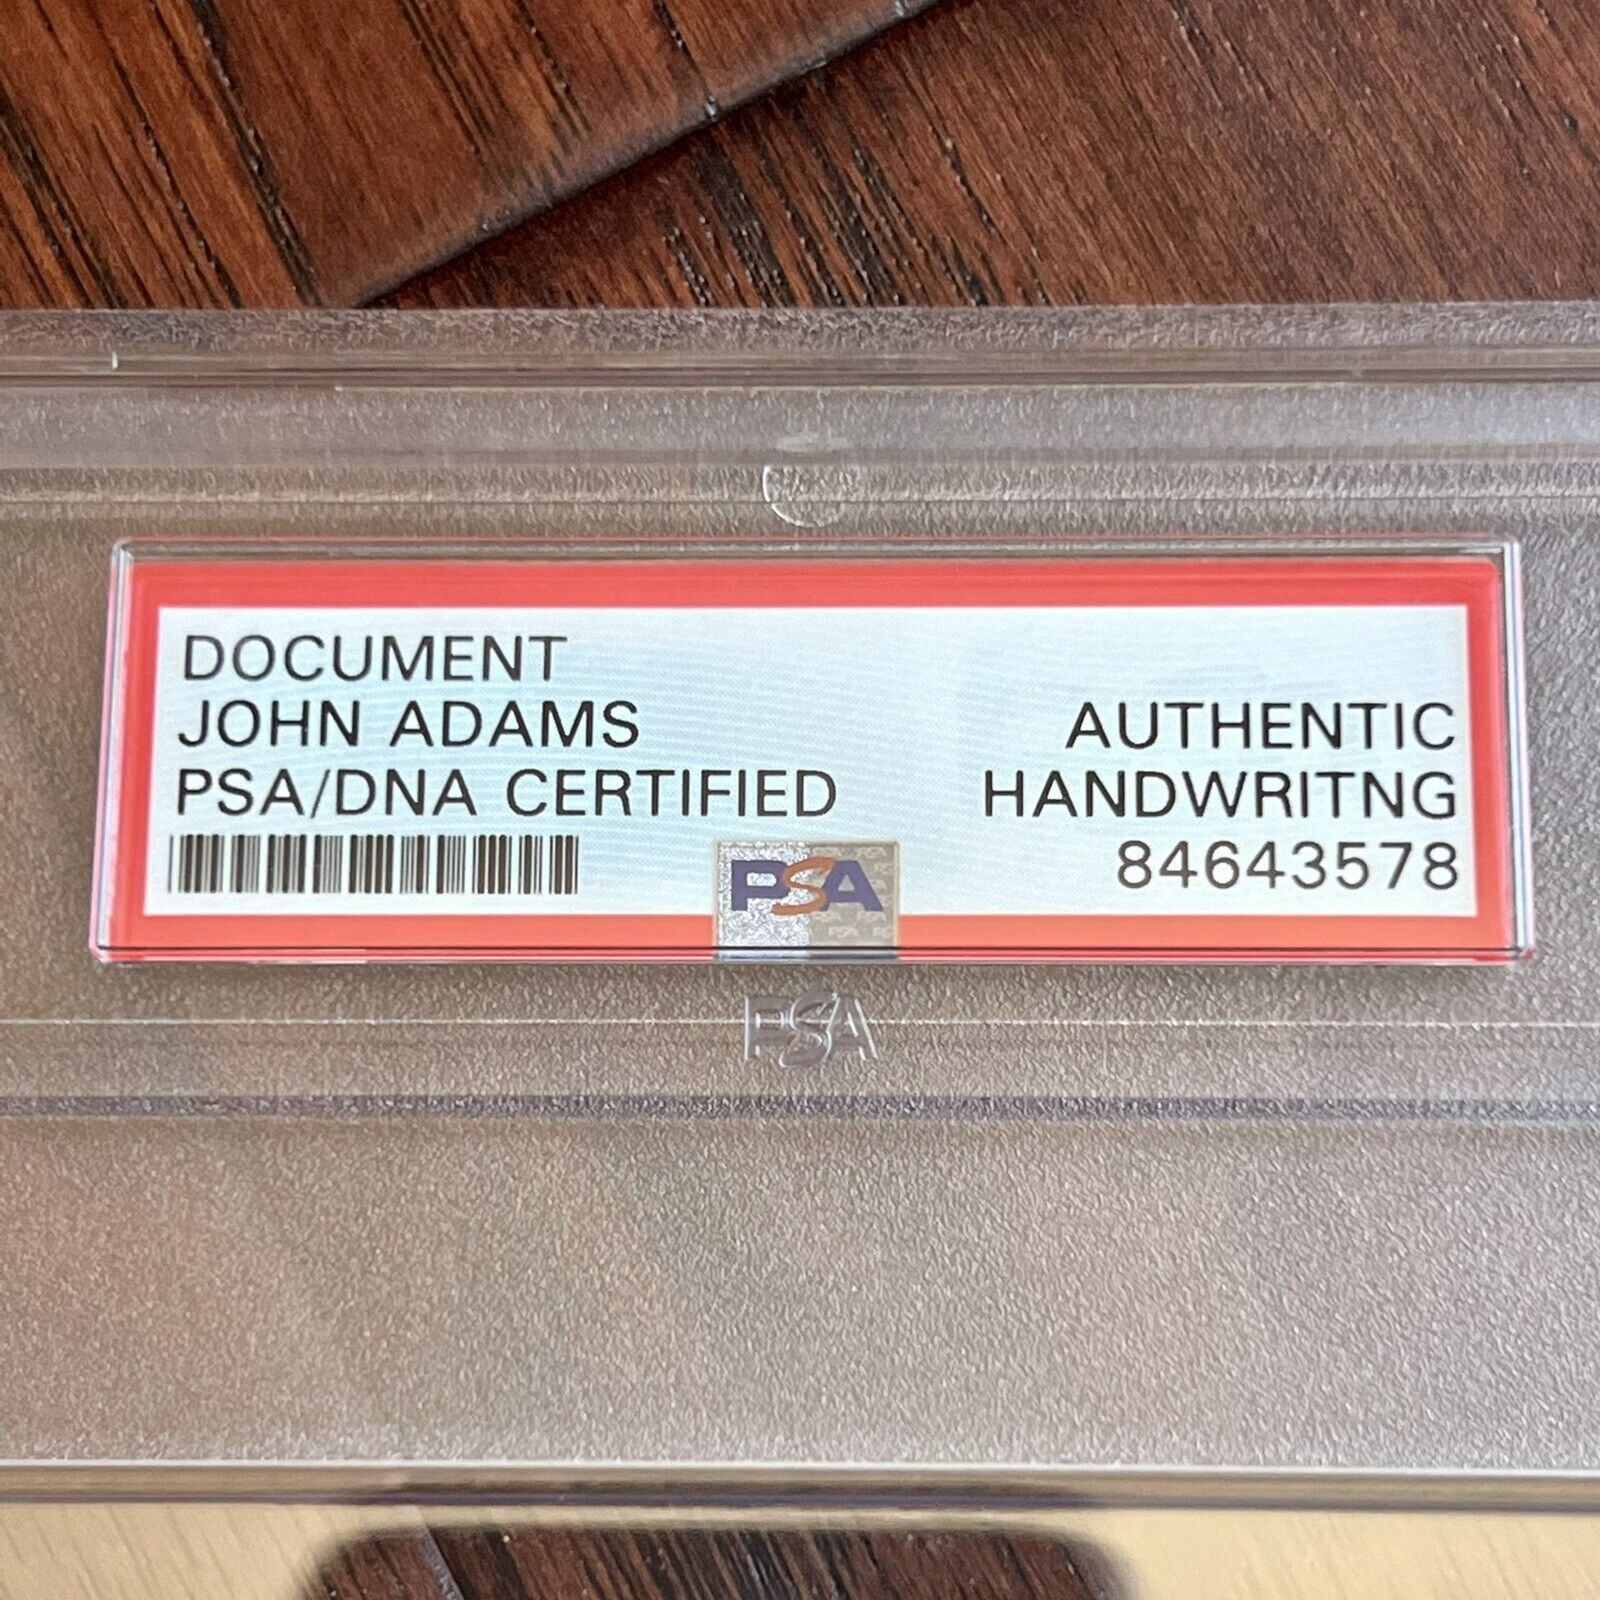 DOCUMENT
JOHN ADAMS
AUTHENTIC
PSA/DNA CERTIFIED
HANDWRITNG
84643578
PSA
PSA